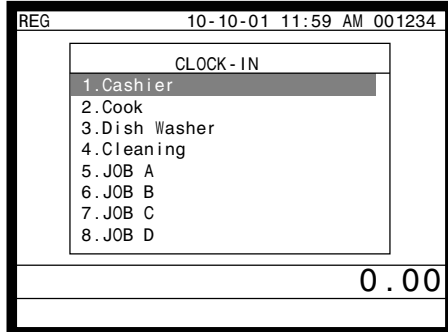 REG 10-10-01 11:59 AM 001234
CLOCK-IN
1.Cashier
2.Cook
3.Dish Washer
4.Cleaning
5.JOB A
6.JOB B
7.JOB C
8.JOB D
0.00